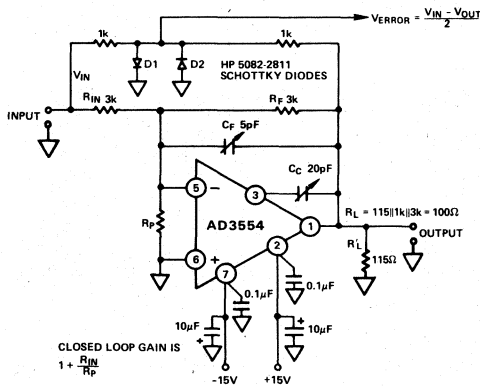 1k
1k
V_ERROR = (V_IN − V_OUT)/2
D1
D2
HP 5082-2811
SCHOTTKY DIODES
V_IN
R_IN 3k
R_F 3k
INPUT
C_F 5pF
C_C 20pF
5
−
3
AD3554
R_P
1
R_L = 115||1k||3k = 100Ω
OUTPUT
2
R'_L
115Ω
6
+
7
0.1µF
0.1µF
10µF
+
+
10µF
CLOSED LOOP GAIN IS
1 + R_IN/R_P
-15V
+15V